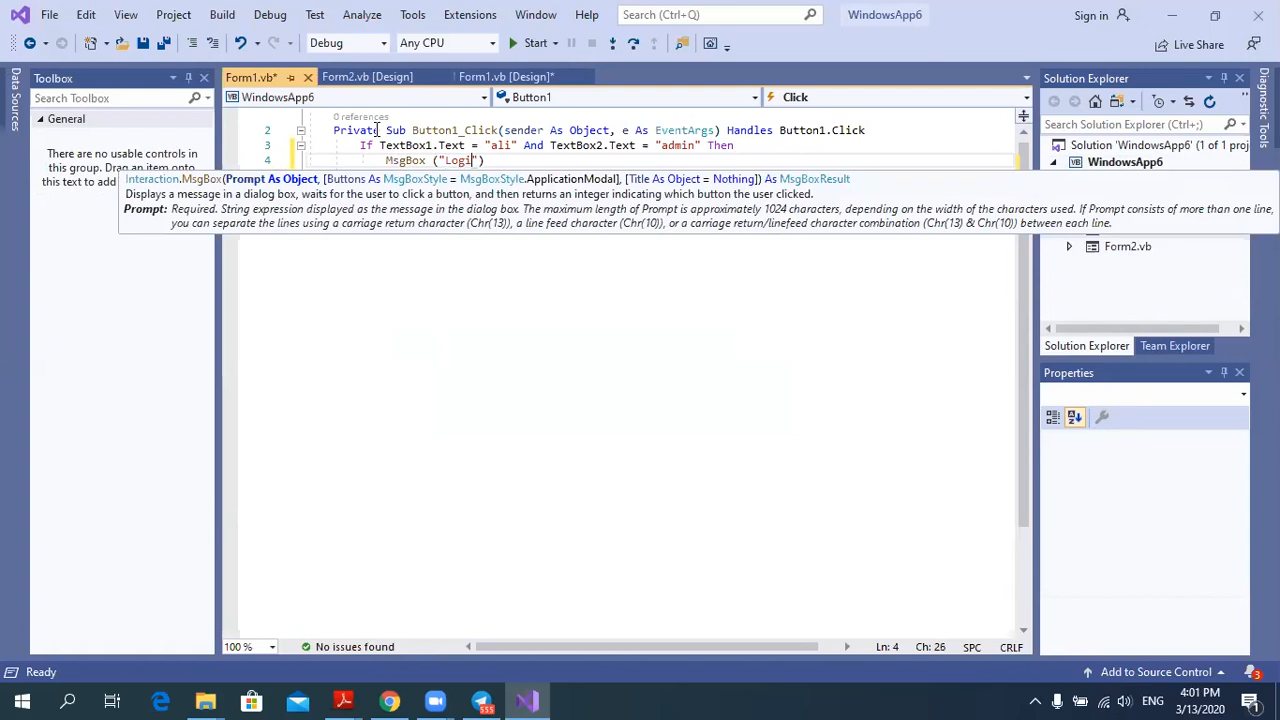 File Edit View Project Build Debug Test Analyze Tools Extensions Window Help Search (Ctrl+Q) WindowsApp6 Sign in
Debug Any CPU Start Live Share
Data Sources
Toolbox
Search Toolbox
General
There are no usable controls in
this group. Drag an item onto
this text to add
Form1.vb* Form2.vb [Design] Form1.vb [Design]*
WindowsApp6 Button1 Click
0 references
2 Private Sub Button1_Click(sender As Object, e As EventArgs) Handles Button1.Click
3 If TextBox1.Text = "ali" And TextBox2.Text = "admin" Then
4 MsgBox ("Logi")
Interaction.MsgBox(Prompt As Object, [Buttons As MsgBoxStyle = MsgBoxStyle.ApplicationModal], [Title As Object = Nothing]) As MsgBoxResult
Displays a message in a dialog box, waits for the user to click a button, and then returns an integer indicating which button the user clicked.
Prompt: Required. String expression displayed as the message in the dialog box. The maximum length of Prompt is approximately 1024 characters, depending on the width of the characters used. If Prompt consists of more than one line,
you can separate the lines using a carriage return character (Chr(13)), a line feed character (Chr(10)), or a carriage return/linefeed character combination (Chr(13) & Chr(10)) between each line.
Solution Explorer
Search Solution Explorer (Ctrl+;)
Solution 'WindowsApp6' (1 of 1 project)
WindowsApp6
Form2.vb
Solution Explorer Team Explorer
Properties
Diagnostic Tools
100 % No issues found Ln: 4 Ch: 26 SPC CRLF
Ready Add to Source Control 3
555
ENG
4:01 PM
3/13/2020
1